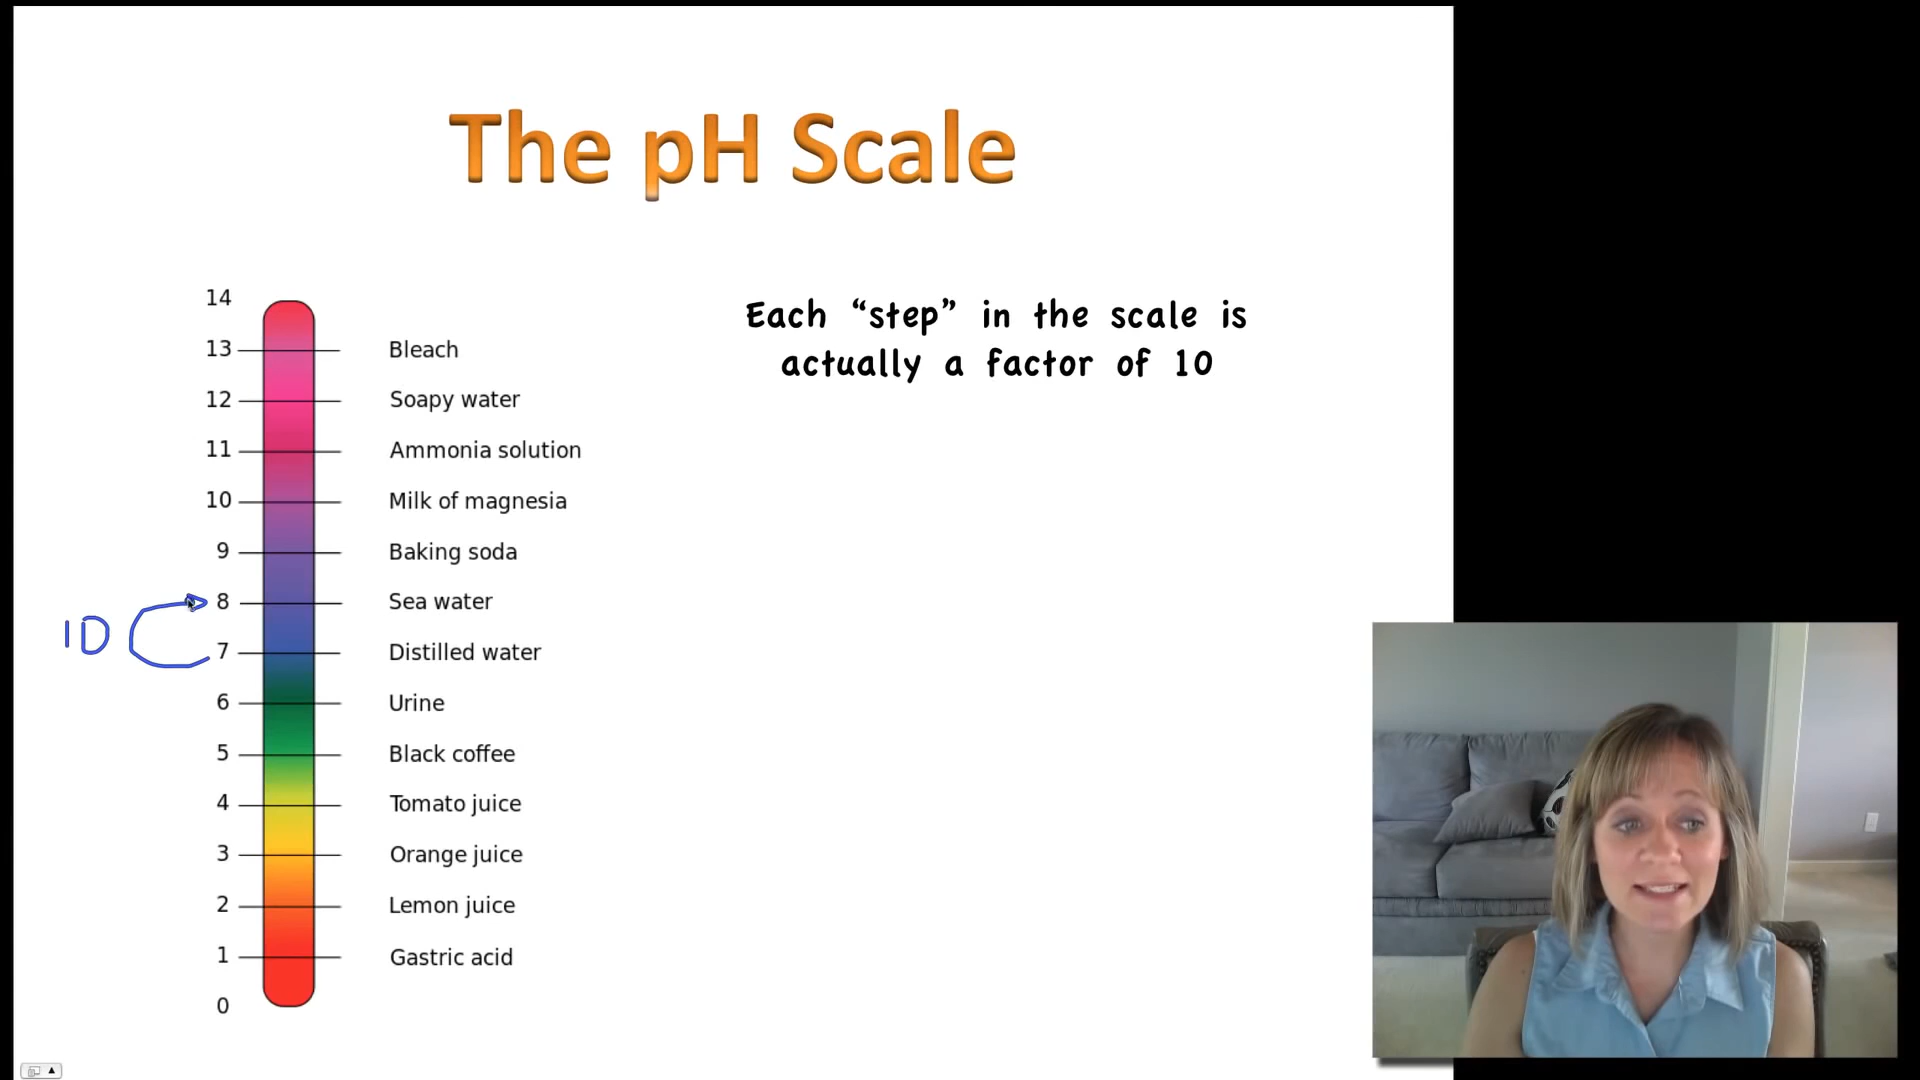 The pH Scale
Each “step” in the scale is
actually a factor of 10
14
13 Bleach
12 Soapy water
11 Ammonia solution
10 Milk of magnesia
9 Baking soda
8 Sea water
10
7 Distilled water
6 Urine
5 Black coffee
4 Tomato juice
3 Orange juice
2 Lemon juice
1 Gastric acid
0